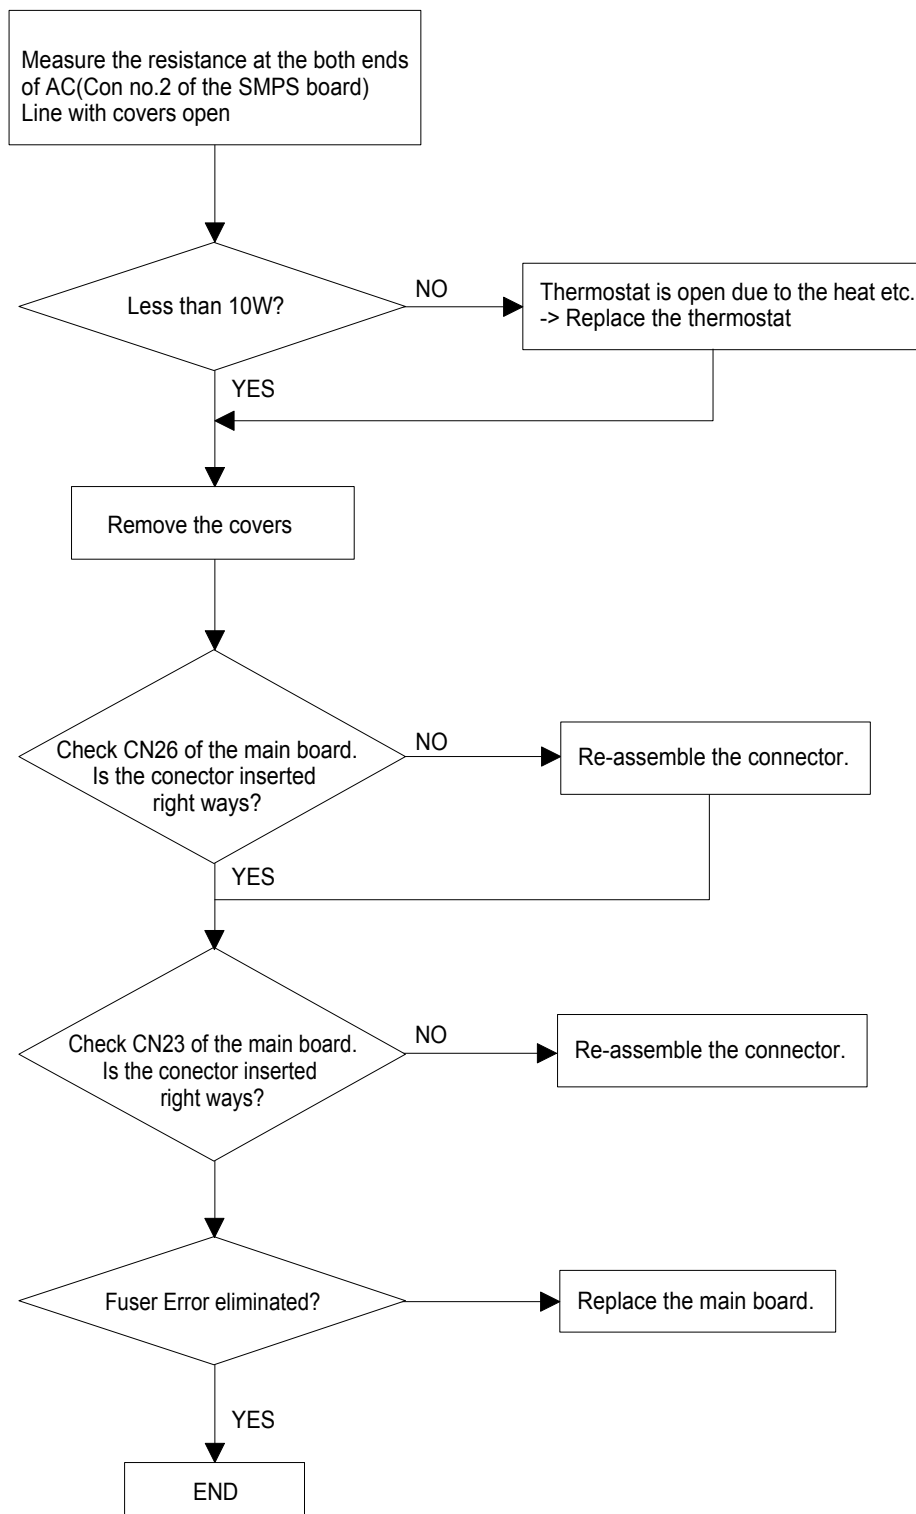 Measure the resistance at the both ends
of AC(Con no.2 of the SMPS board)
Line with covers open
Less than 10W?
NO
Thermostat is open due to the heat etc.
-> Replace the thermostat
YES
Remove the covers
Check CN26 of the main board.
Is the conector inserted
right ways?
NO
Re-assemble the connector.
YES
Check CN23 of the main board.
Is the conector inserted
right ways?
NO
Re-assemble the connector.
Fuser Error eliminated?
Replace the main board.
YES
END